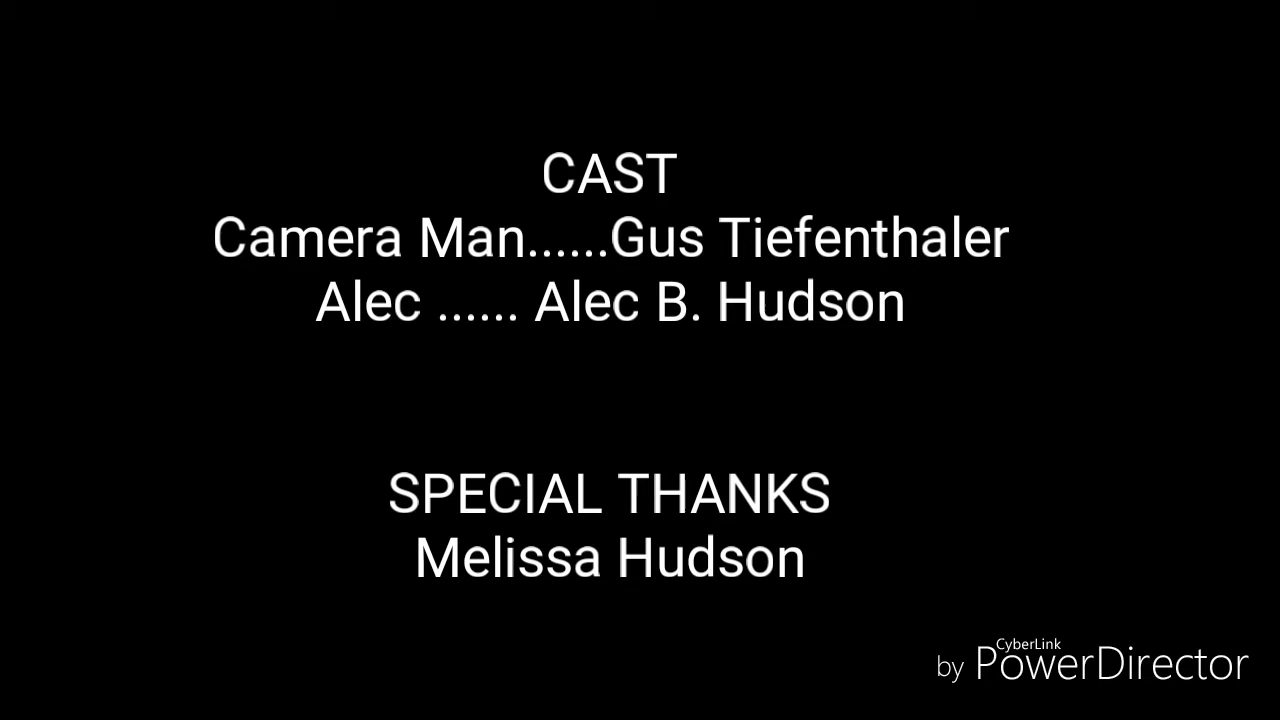 CAST
Camera Man......Gus Tiefenthaler
Alec ...... Alec B. Hudson
SPECIAL THANKS
Melissa Hudson
CyberLink
by PowerDirector